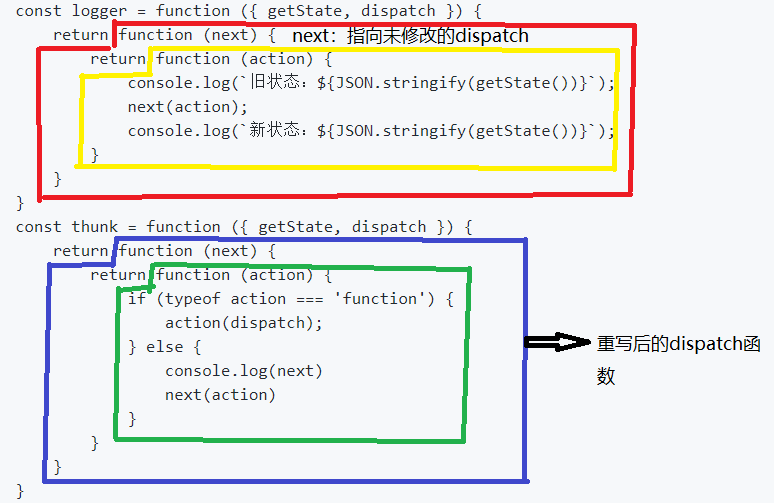 const logger = function ({ getState, dispatch }) {
return function (next) { next：指向未修改的dispatch
return function (action) {
console.log(`旧状态：${JSON.stringify(getState())}`);
next(action);
console.log(`新状态：${JSON.stringify(getState())}`);
}
}
}
const thunk = function ({ getState, dispatch }) {
return function (next) {
return function (action) {
if (typeof action === 'function') {
action(dispatch);
} else {
console.log(next)
next(action)
}
}
}
}
重写后的dispatch函
数